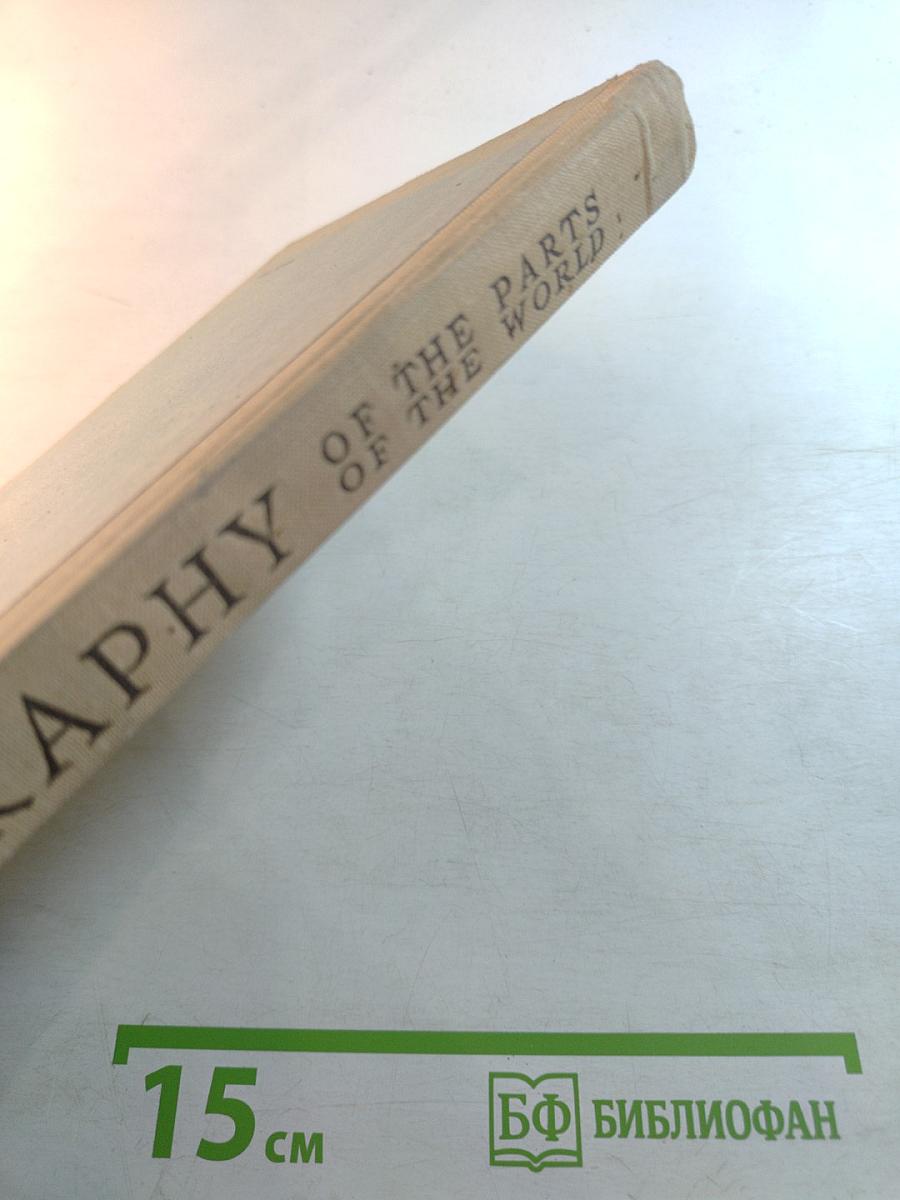 RAPHY
OF THE PARTS
OF THE WORLD
15 см
БФ БИБЛИОФАН